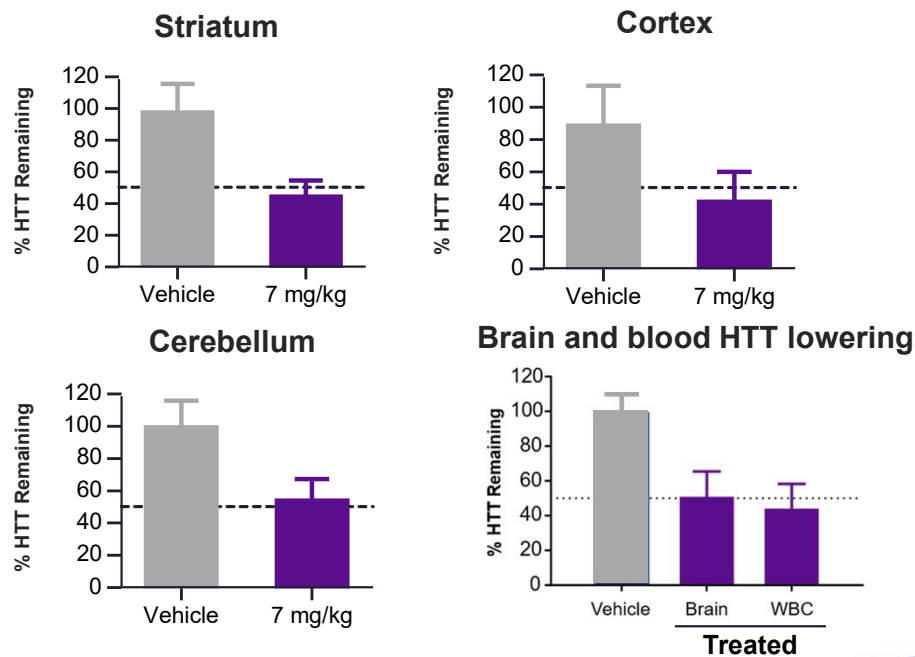 Striatum
% HTT Remaining
120
100
80
60
40
20
0
Vehicle 7 mg/kg
Cortex
% HTT Remaining
120
100
80
60
40
20
0
Vehicle 7 mg/kg
Cerebellum
% HTT Remaining
120
100
80
60
40
20
0
Vehicle 7 mg/kg
Brain and blood HTT lowering
% HTT Remaining
120
100
80
60
40
20
0
Vehicle Brain WBC
Treated